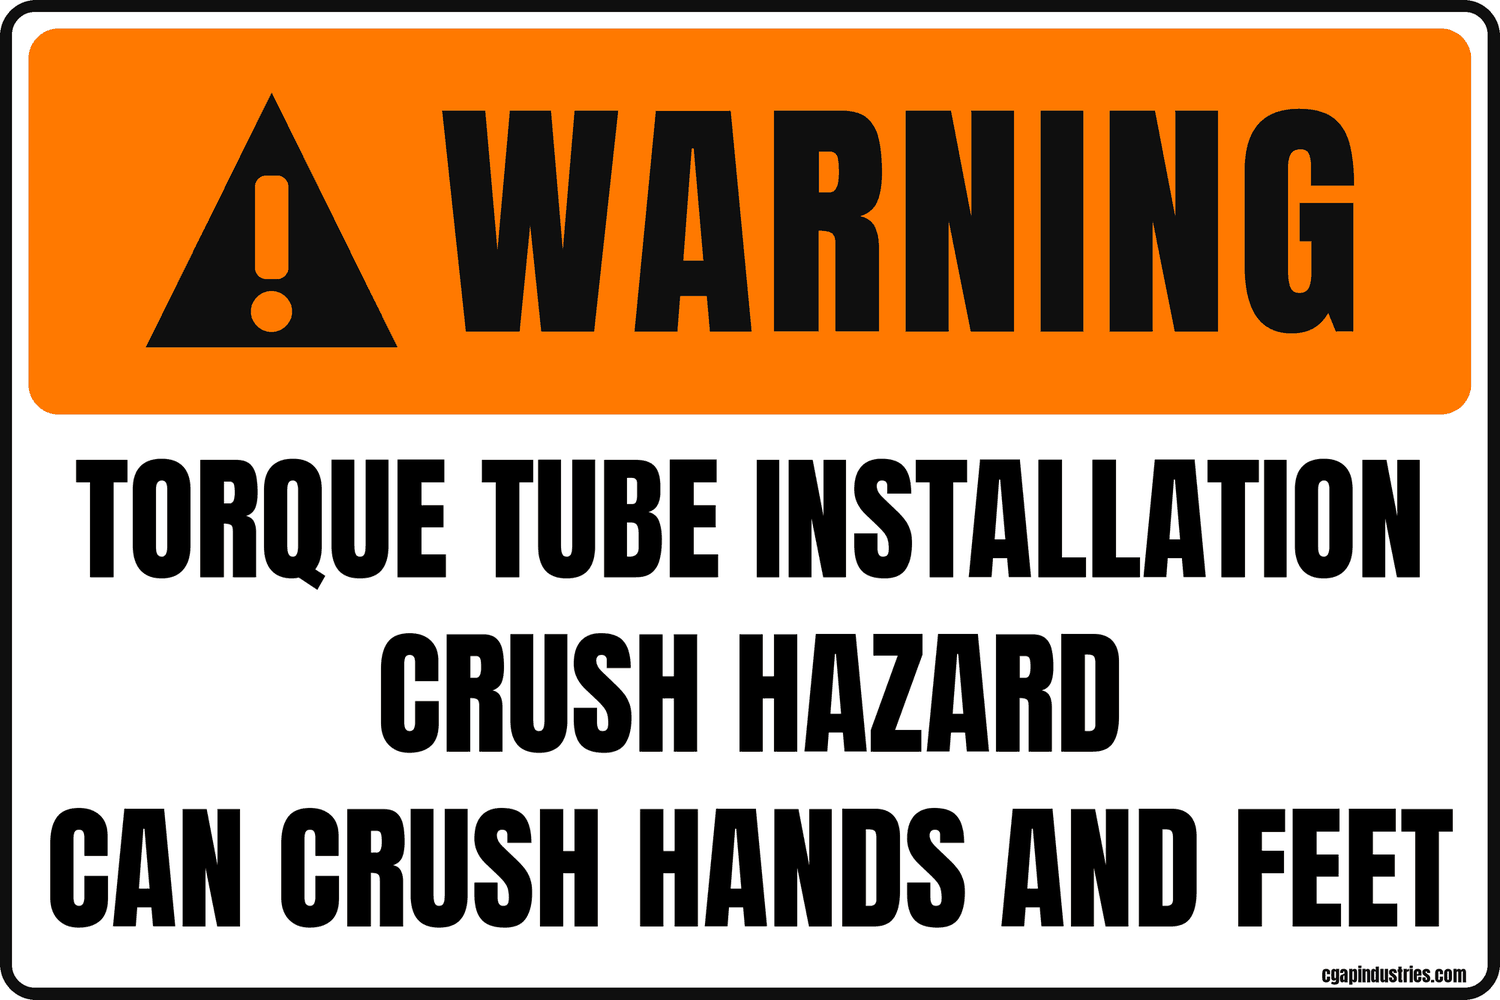 WARNING
TORQUE TUBE INSTALLATION
CRUSH HAZARD
CAN CRUSH HANDS AND FEET
cgapindustries.com